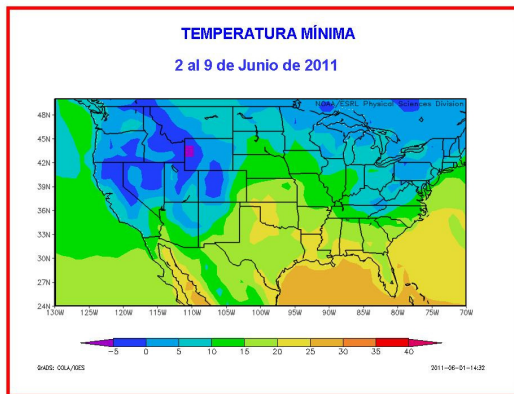 TEMPERATURA MÍNIMA
2 al 9 de Junio de 2011
NOAA/ESRL Physical Sciences Division
48N
45N
42N
39N
36N
33N
30N
27N
24N
130W 125W 120W 115W 110W 105W 100W 95W 90W 85W 80W 75W 70W
-5 0 5 10 15 20 25 30 35 40
GrADS: COLA/IGES 2011-06-01-14:32